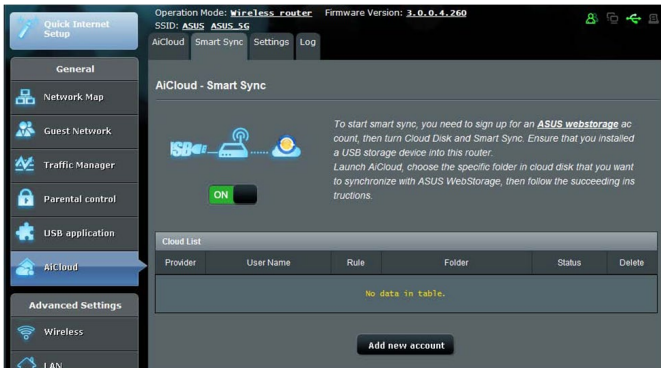 Quick Internet
Setup
Operation Mode: Wireless router Firmware Version: 3.0.0.4.260
SSID: ASUS ASUS_5G
AiCloud Smart Sync Settings Log
General
Network Map
Guest Network
Traffic Manager
Parental control
USB application
AiCloud
Advanced Settings
Wireless
LAN
AiCloud - Smart Sync
USB
ON
To start smart sync, you need to sign up for an ASUS webstorage ac
count, then turn Cloud Disk and Smart Sync. Ensure that you installed
a USB storage device into this router.
Launch AiCloud, choose the specific folder in cloud disk that you want
to synchronize with ASUS WebStorage, then follow the succeeding ins
tructions.
Cloud List
Provider User Name Rule Folder Status Delete
No data in table.
Add new account